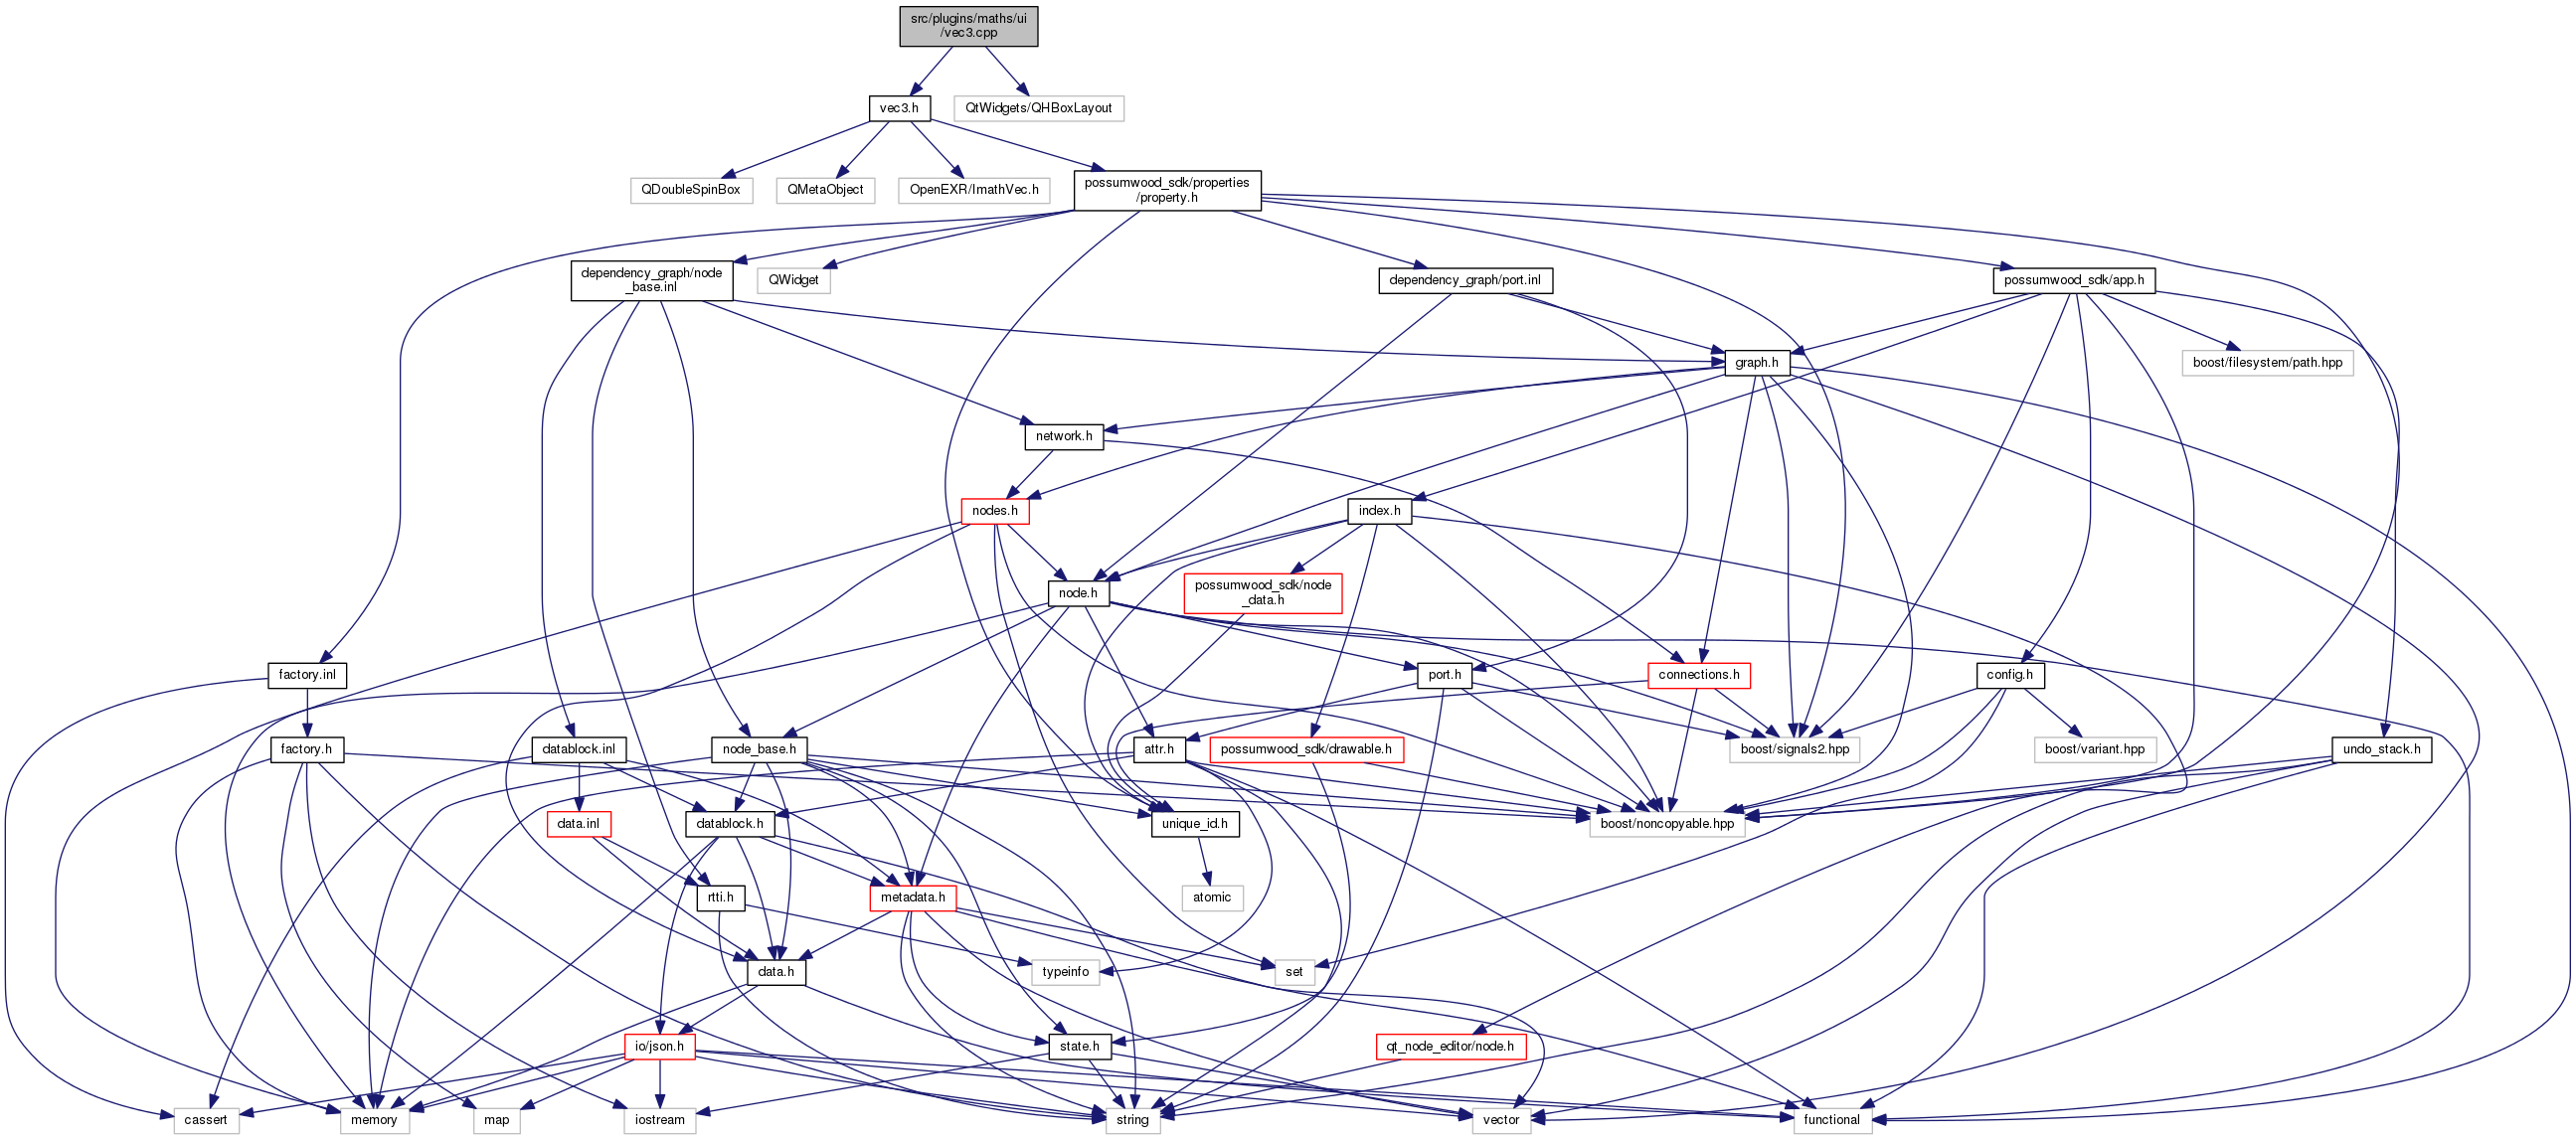 src/plugins/maths/ui
/vec3.cpp
vec3.h
QtWidgets/QHBoxLayout
QDoubleSpinBox
QMetaObject
OpenEXR/ImathVec.h
possumwood_sdk/properties
/property.h
dependency_graph/node
_base.inl
QWidget
dependency_graph/port.inl
possumwood_sdk/app.h
graph.h
boost/filesystem/path.hpp
network.h
nodes.h
index.h
node.h
possumwood_sdk/node
_data.h
factory.inl
port.h
connections.h
config.h
factory.h
datablock.inl
node_base.h
attr.h
possumwood_sdk/drawable.h
boost/signals2.hpp
boost/variant.hpp
undo_stack.h
data.inl
datablock.h
unique_id.h
boost/noncopyable.hpp
rtti.h
metadata.h
atomic
data.h
typeinfo
set
io/json.h
state.h
qt_node_editor/node.h
cassert
memory
map
iostream
string
vector
functional